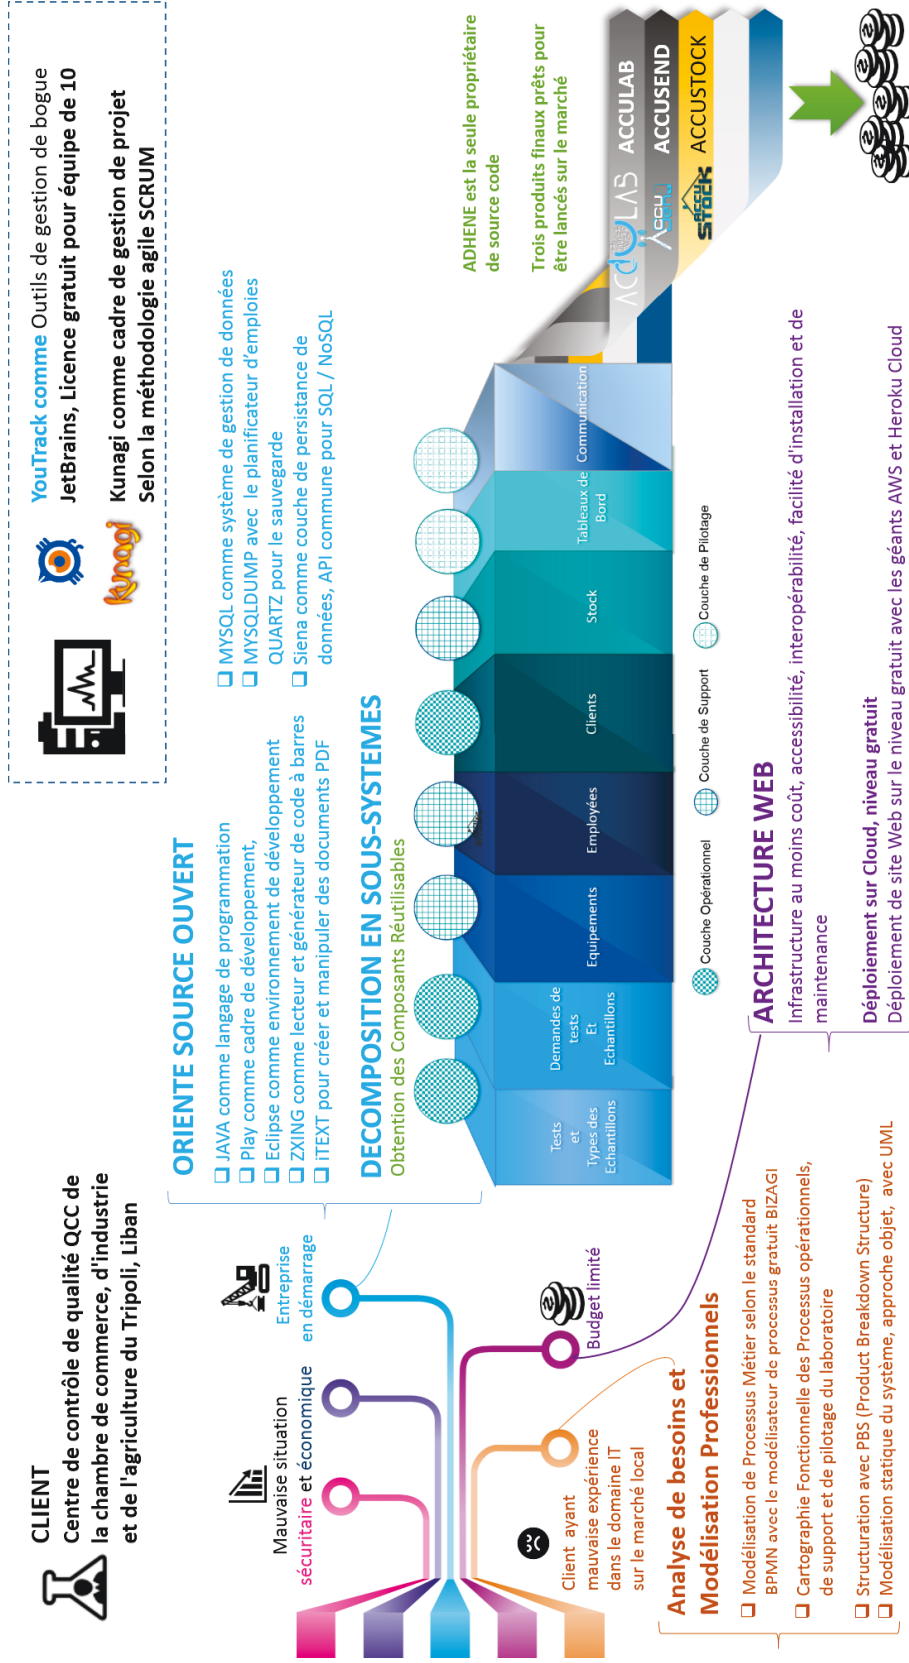 CLIENT
Centre de contrôle de qualité QCC de
la chambre de commerce, d'industrie
et de l'agriculture du Tripoli, Liban
YouTrack comme Outils de gestion de bogue
JetBrains, Licence gratuit pour équipe de 10
Kunagi
Kunagi comme cadre de gestion de projet
Selon la méthodologie agile SCRUM
Mauvaise situation
sécuritaire et économique
Entreprise
en démarrage
Client ayant
mauvaise expérience
dans le domaine IT
sur le marché local
Budget limité
ORIENTE SOURCE OUVERT
❑ JAVA comme langage de programmation
❑ Play comme cadre de développement,
❑ Eclipse comme environnement de développement
❑ ZXING comme lecteur et générateur de code à barres
❑ iTEXT pour créer et manipuler des documents PDF
❑ MYSQL comme système de gestion de données
❑ MYSQLDUMP avec le planificateur d'emploies
QUARTZ pour le sauvegarde
❑ Siena comme couche de persistance de
données, API commune pour SQL / NoSQL
DECOMPOSITION EN SOUS-SYSTEMES
Obtention des Composants Réutilisables
Tests
et
Types des
Echantillons
Demandes de
tests
Et
Echantillons
Equipements
Employées
Clients
Stock
Tableaux de
Bord
Communication
Couche Opérationnel
Couche de Support
Couche de Pilotage
ADHENE est la seule propriétaire
de source code
Trois produits finaux prêts pour
être lancés sur le marché
ACCULAB
ACCULAB
Accu
Send
ACCUSEND
ACCU
STOCK
ACCUSTOCK
Analyse de besoins et
Modélisation Professionnels
❑ Modélisation de Processus Métier selon le standard
BPMN avec le modélisateur de processus gratuit BIZAGI
❑ Cartographie Fonctionnelle des Processus opérationnels,
de support et de pilotage du laboratoire
❑ Structuration avec PBS (Product Breakdown Structure)
❑ Modélisation statique du système, approche objet, avec UML
ARCHITECTURE WEB
Infrastructure au moins coût, accessibilité, interopérabilité, facilité d'installation et de
maintenance
Déploiement sur Cloud, niveau gratuit
Déploiement de site Web sur le niveau gratuit avec les géants AWS et Heroku Cloud